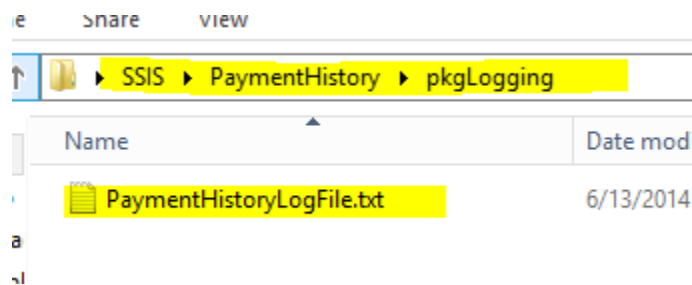 Share View
SSIS PaymentHistory pkgLogging
Name Date mod
PaymentHistoryLogFile.txt 6/13/2014